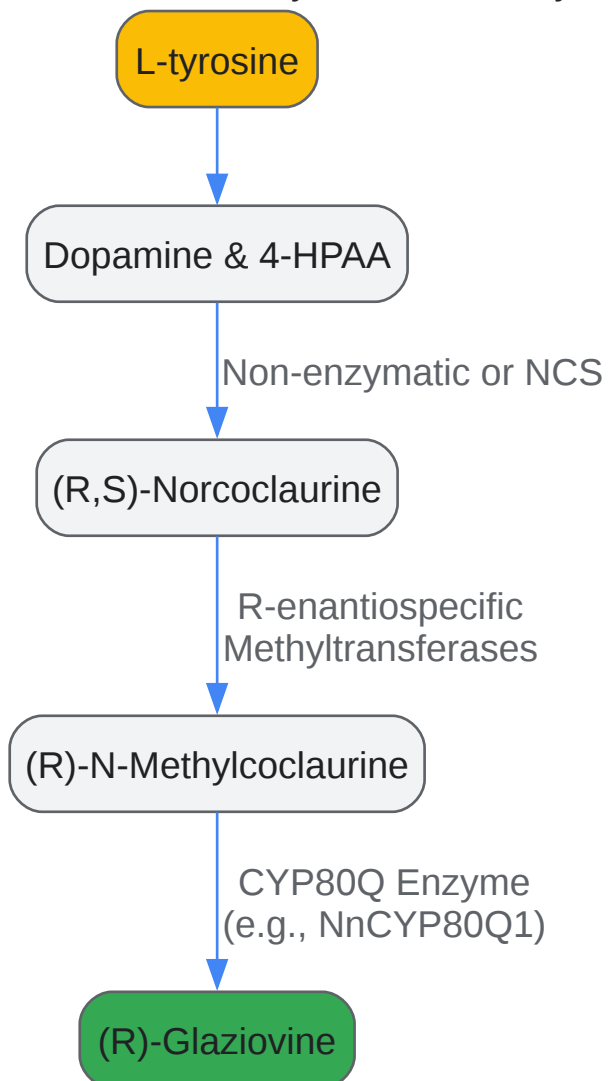 L-tyrosine
Dopamine & 4-HPAA
Non-enzymatic or NCS
(R,S)-Norcoclaurine
R-enantiospecific
Methyltransferases
(R)-N-Methylcoclaurine
CYP80Q Enzyme
(e.g., NnCYP80Q1)
(R)-Glaziovine